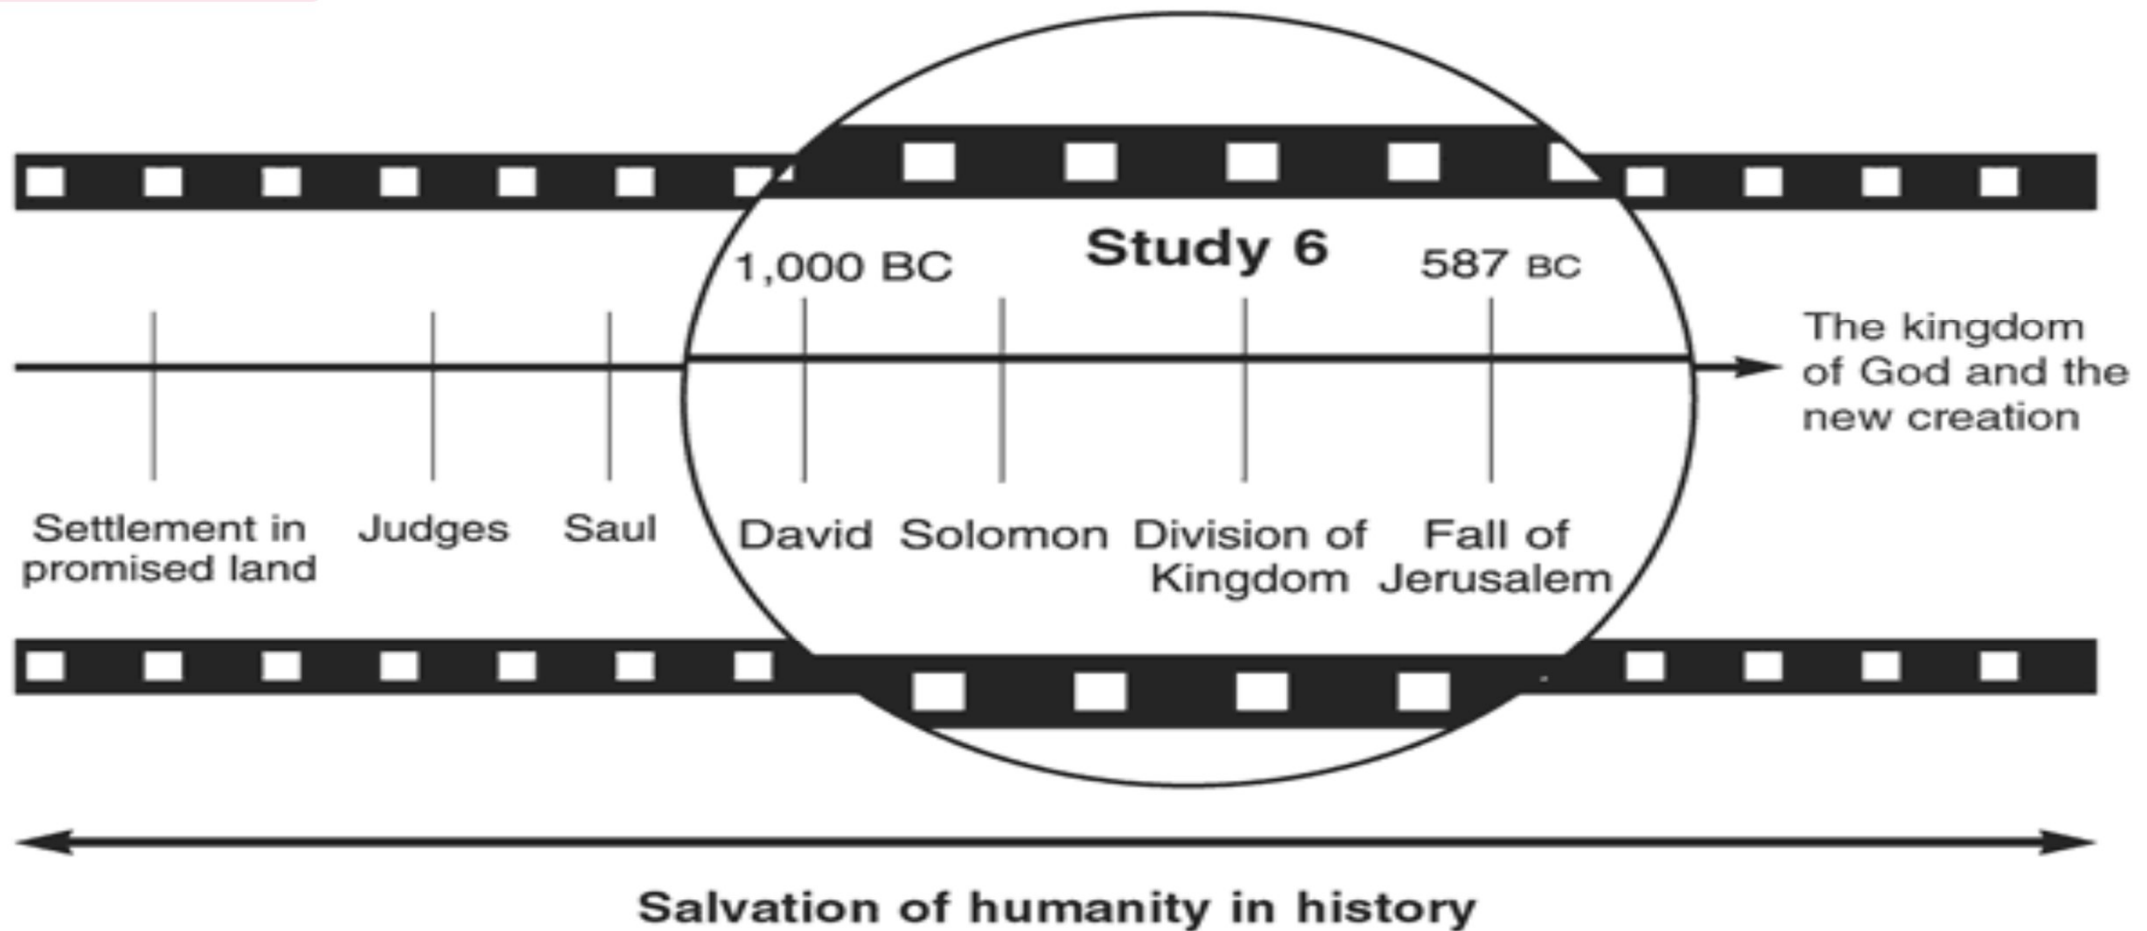 Study 6
1,000 BC
587 BC
The kingdom
of God and the
new creation
Settlement in
promised land
Judges
Saul
David
Solomon
Division of
Kingdom
Fall of
Jerusalem
Salvation of humanity in history